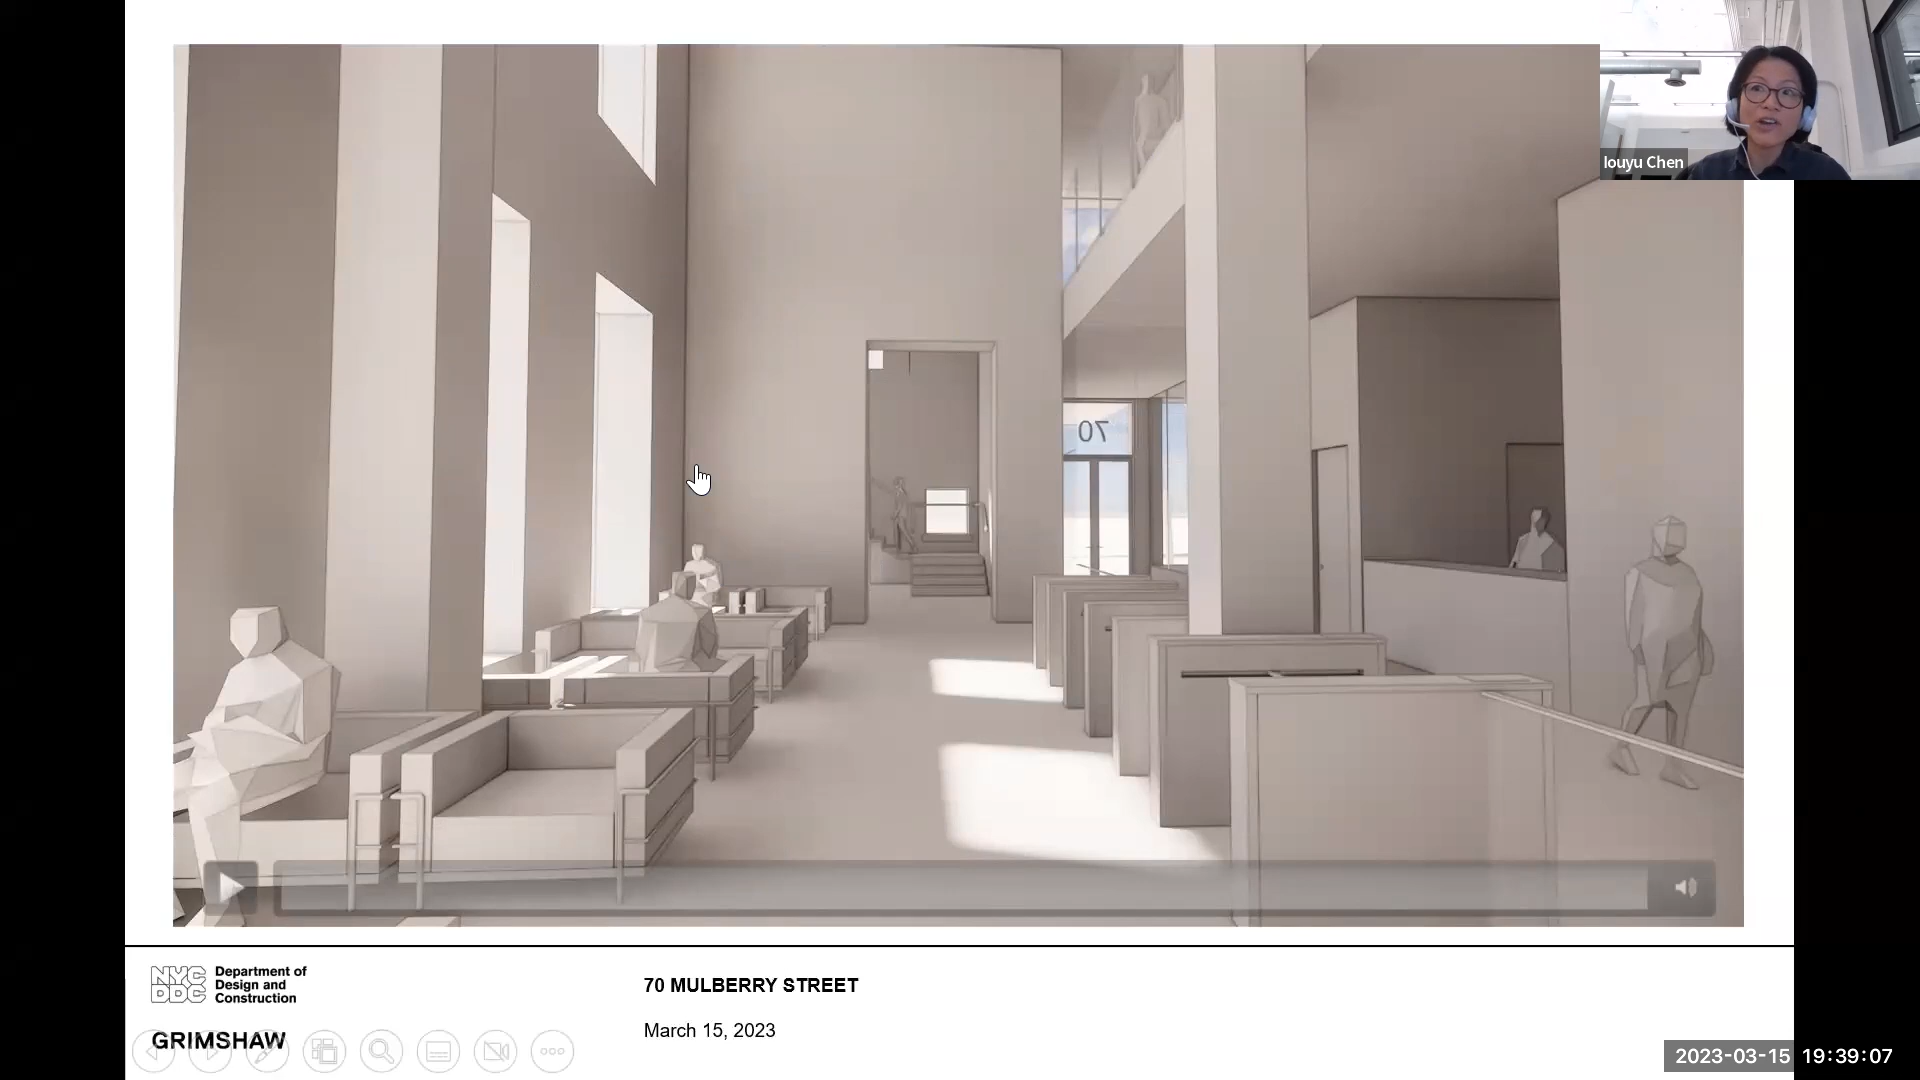 Iouyu Chen
70
NYC
DDC
Department of
Design and
Construction
70 MULBERRY STREET
GRIMSHAW
March 15, 2023
2023-03-15 19:39:07